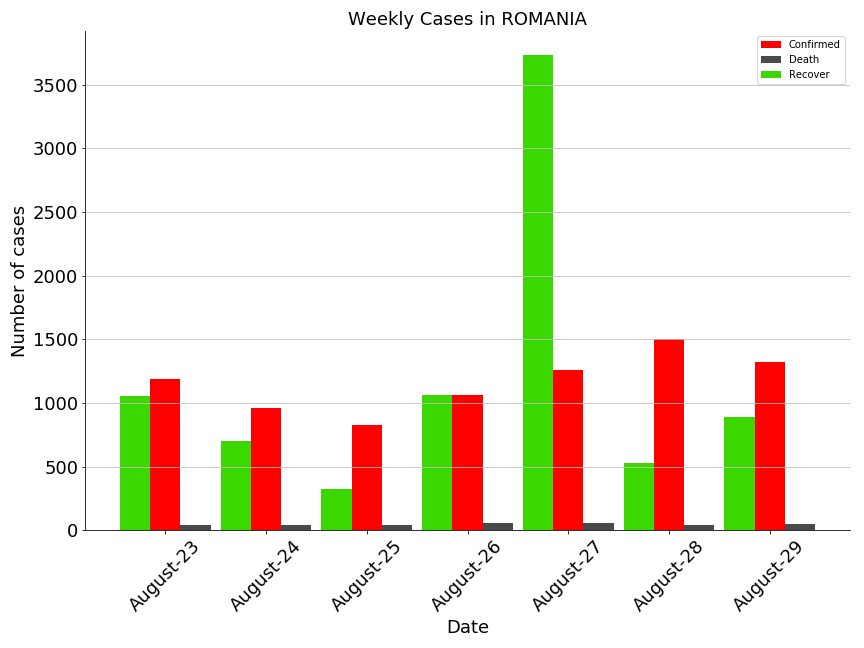 Weekly Cases in ROMANIA
Confirmed
Death
Recover
Number of cases
3500
3000
2500
2000
1500
1000
500
0
August-23
August-24
August-25
August-26
August-27
August-28
August-29
Date